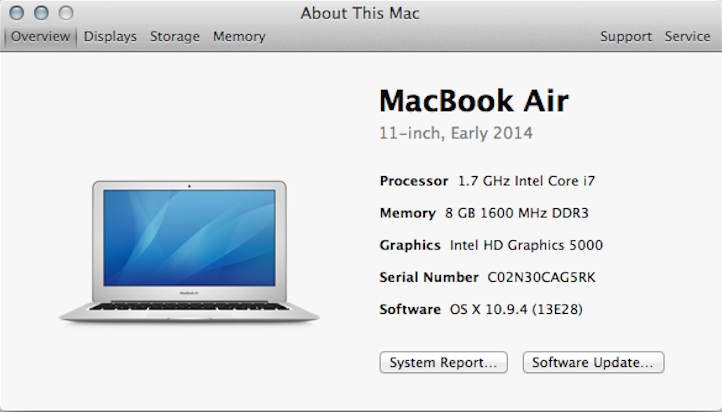 About This Mac
Overview Displays Storage Memory Support Service
MacBook Air
11-inch, Early 2014
Processor 1.7 GHz Intel Core i7
Memory 8 GB 1600 MHz DDR3
Graphics Intel HD Graphics 5000
Serial Number C02N30CAG5RK
Software OS X 10.9.4 (13E28)
MacBook Air
System Report... Software Update...